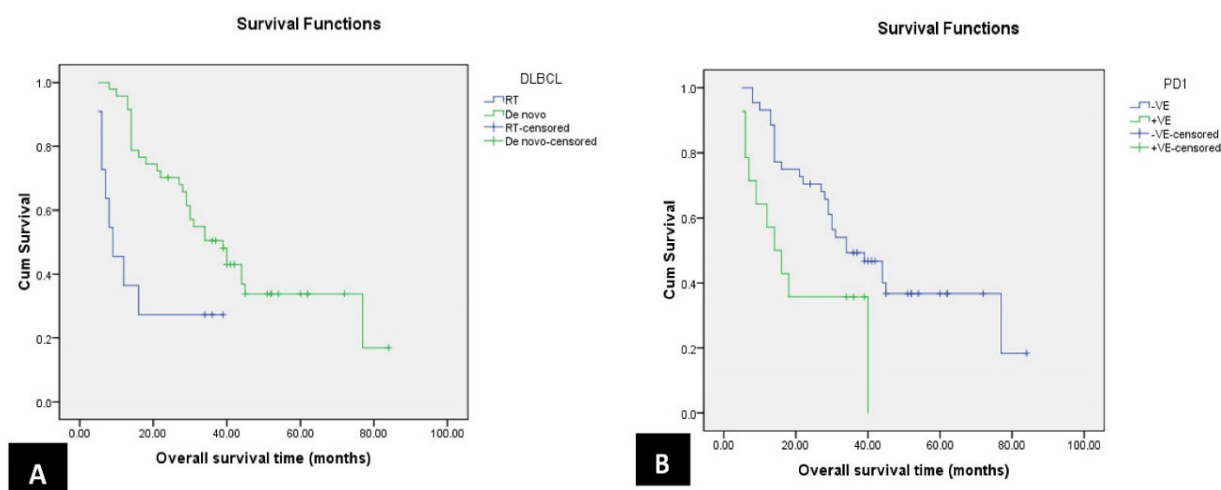 Survival Functions
DLBCL
RT
De novo
RT-censored
De novo-censored
1.0
0.8
0.6
0.4
0.2
0.0
Cum Survival
0.00 20.00 40.00 60.00 80.00 100.00
Overall survival time (months)
A
Survival Functions
PD1
-VE
+VE
-VE-censored
+VE-censored
1.0
0.8
0.6
0.4
0.2
0.0
Cum Survival
0.00 20.00 40.00 60.00 80.00 100.00
Overall survival time (months)
B